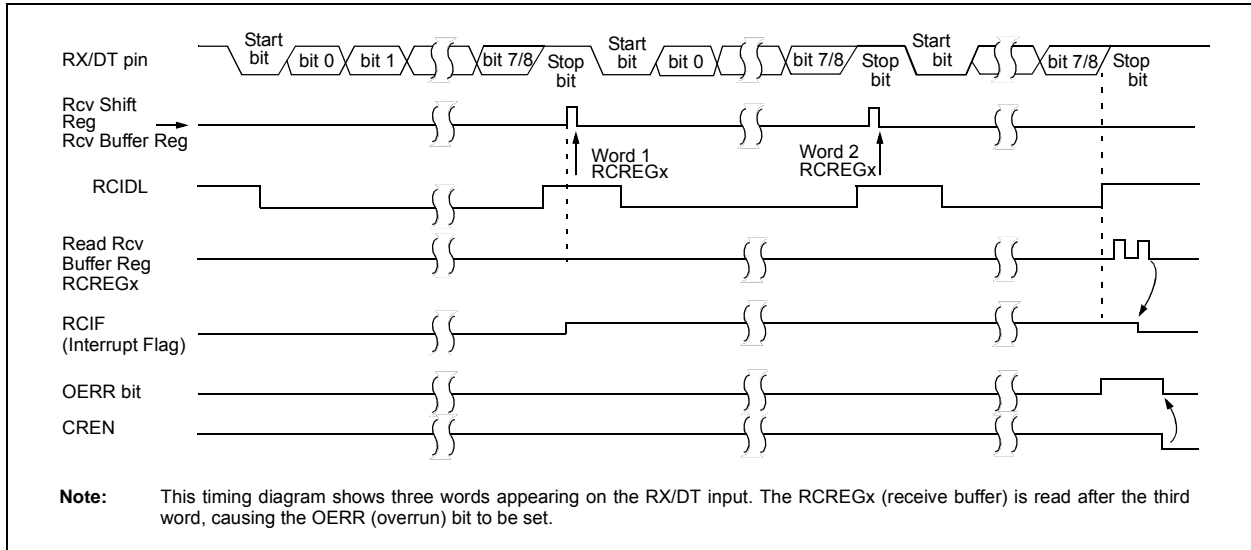 Start
bit
bit 0
bit 1
bit 7/8
Stop
bit
Start
bit
bit 0
bit 7/8
Stop
bit
Start
bit
bit 7/8
Stop
bit
RX/DT pin
Rcv Shift
Reg
Rcv Buffer Reg
Word 1
RCREGx
Word 2
RCREGx
RCIDL
Read Rcv
Buffer Reg
RCREGx
RCIF
(Interrupt Flag)
OERR bit
CREN
Note: This timing diagram shows three words appearing on the RX/DT input. The RCREGx (receive buffer) is read after the third
word, causing the OERR (overrun) bit to be set.